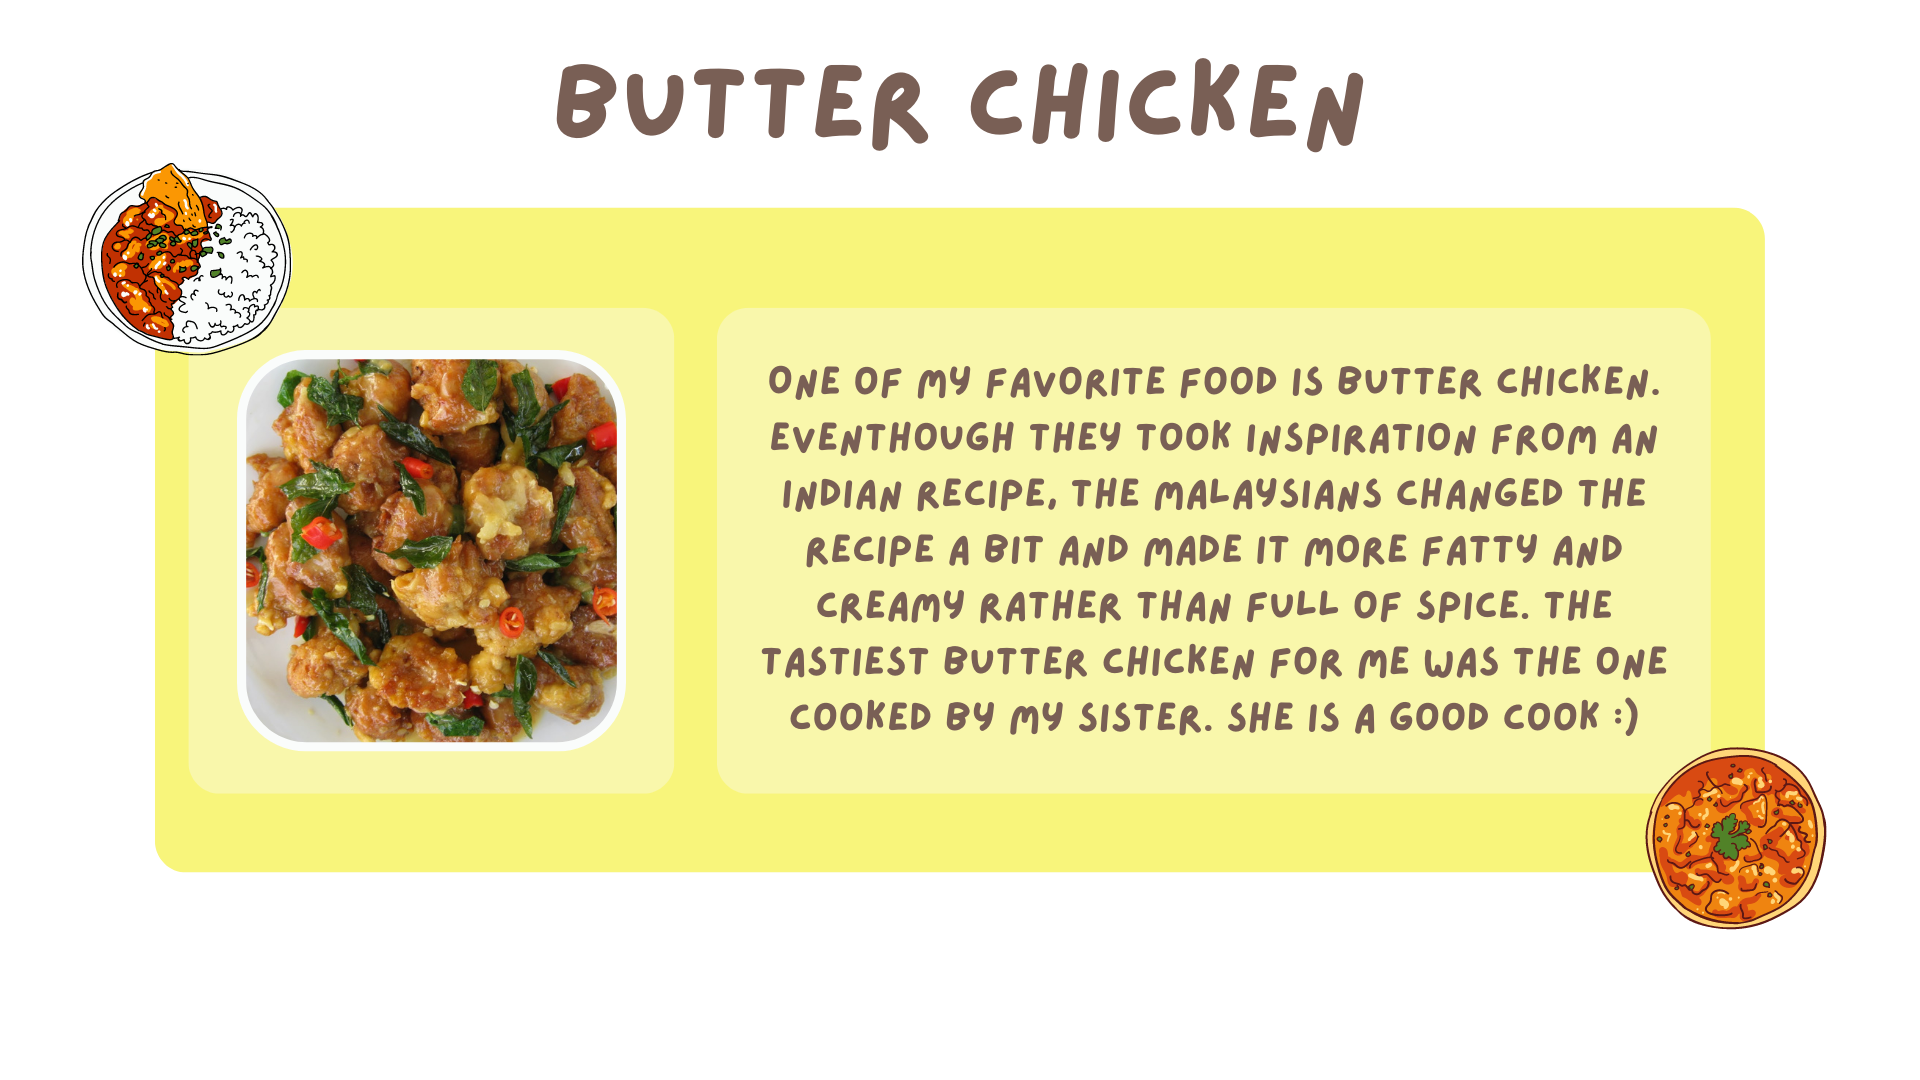 BUTTER CHICKEN
ONE OF MY FAVORITE FOOD IS BUTTER CHICKEN.
EVENTHOUGH THEY TOOK INSPIRATION FROM AN
INDIAN RECIPE, THE MALAYSIANS CHANGED THE
RECIPE A BIT AND MADE IT MORE FATTY AND
CREAMY RATHER THAN FULL OF SPICE. THE
TASTIEST BUTTER CHICKEN FOR ME WAS THE ONE
COOKED BY MY SISTER. SHE IS A GOOD COOK :)